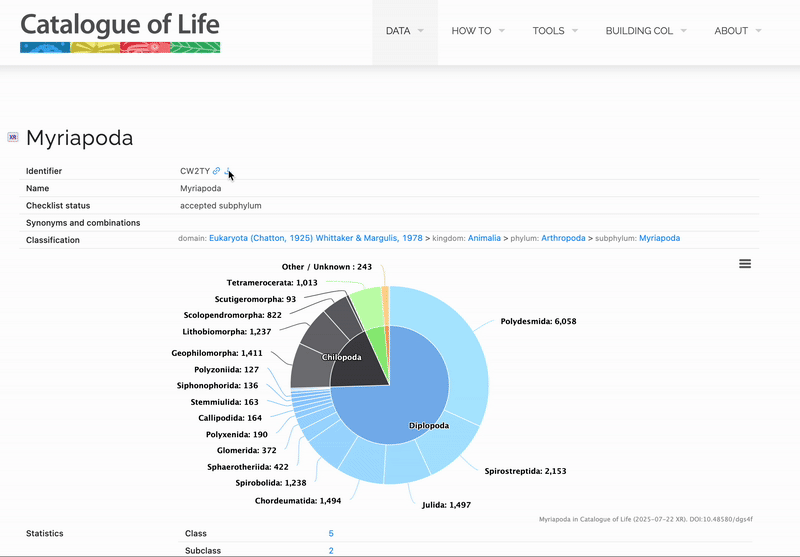 Catalogue of Life
DATA
HOW TO
TOOLS
BUILDING COL
ABOUT
XR
Myriapoda
Identifier CW2TY
Name Myriapoda
Checklist status accepted subphylum
Synonyms and combinations
Classification domain: Eukaryota (Chatton, 1925) Whittaker & Margulis, 1978 > kingdom: Animalia > phylum: Arthropoda > subphylum: Myriapoda
Other / Unknown : 243
Tetramerocerata: 1,013
Scutigeromorpha: 93
Scolopendromorpha: 822
Lithobiomorpha: 1,237
Geophilomorpha: 1,411
Polyzoniida: 127
Siphonophorida: 136
Stemmiulida: 163
Callipodida: 164
Polyxenida: 190
Glomerida: 372
Sphaerotheriida: 422
Spirobolida: 1,238
Chordeumatida: 1,494
Julida: 1,497
Spirostreptida: 2,153
Polydesmida: 6,058
Chilopoda
Diplopoda
Myriapoda in Catalogue of Life (2025-07-22 XR). DOI:10.48580/dgs4f
Statistics Class 5
Subclass 2